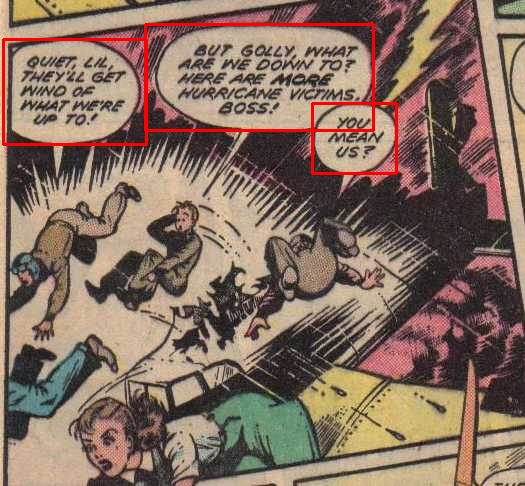 QUIET, LIL,
THEY'LL GET
WIND OF
WHAT WE'RE
UP TO!
BUT GOLLY, WHAT
ARE WE DOWN TO?
HERE ARE MORE
HURRICANE VICTIMS,
BOSS!
YOU
MEAN
US?